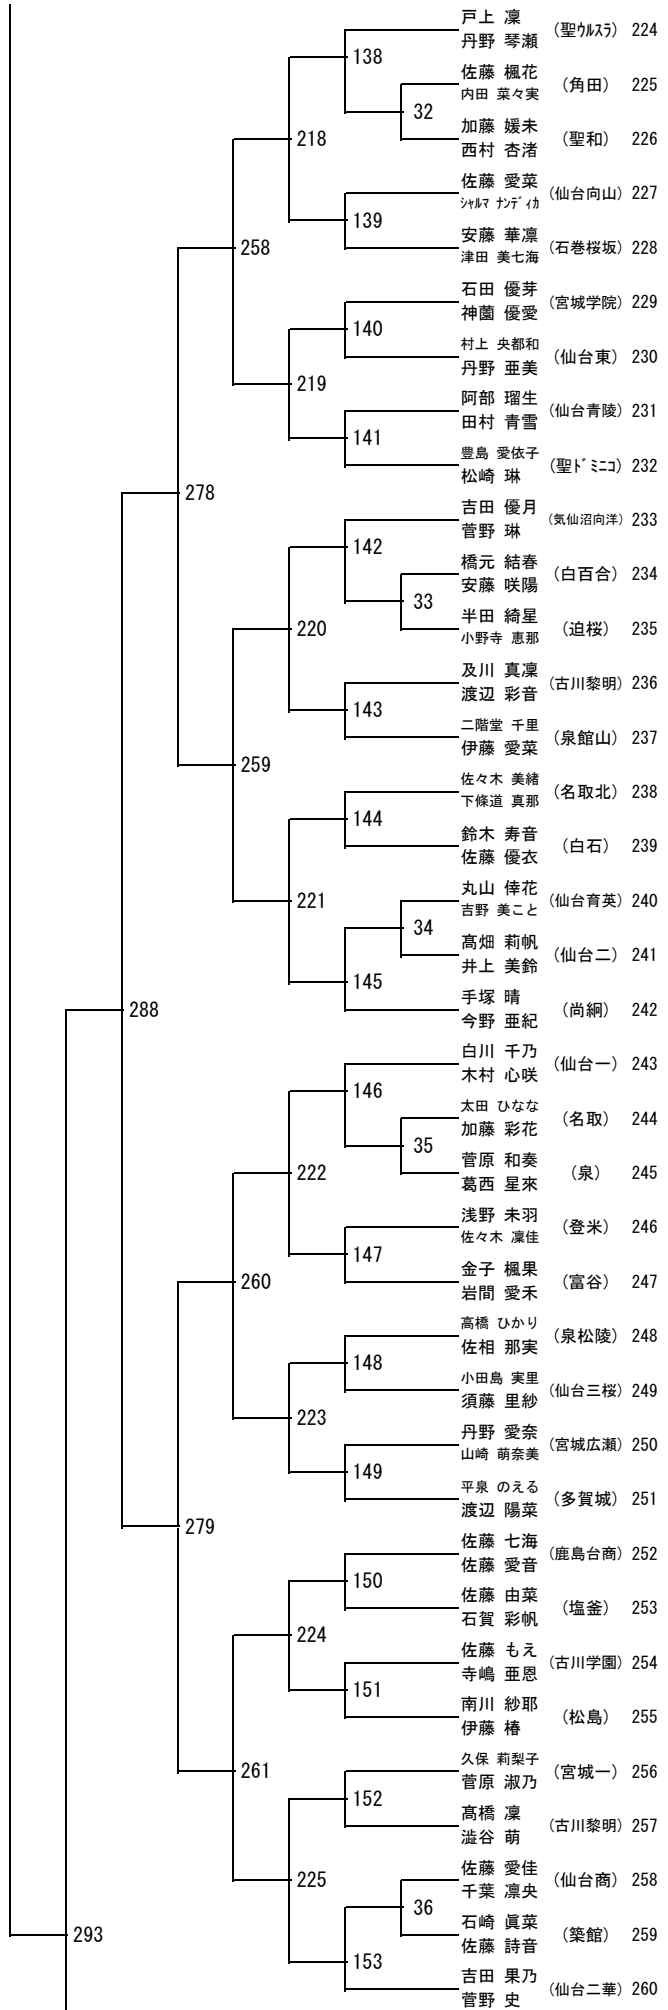 戸上 凜
丹野 琴瀬 (聖ウルスラ) 224
138
佐藤 楓花
内田 菜々実 (角田) 225
32
加藤 媛未
西村 杏渚 (聖和) 226
218
佐藤 愛菜
シャルマ ナンディカ (仙台向山) 227
139
安藤 華凛
津田 美七海 (石巻桜坂) 228
258
石田 優芽
神薗 優愛 (宮城学院) 229
140
村上 央都和
丹野 亜美 (仙台東) 230
219
阿部 瑠生
田村 青雪 (仙台青陵) 231
141
豊島 愛依子
松崎 琳 (聖ドミニコ) 232
278
吉田 優月
菅野 琳 (気仙沼向洋) 233
142
橋元 結春
安藤 咲陽 (白百合) 234
33
半田 綺星
小野寺 恵那 (迫桜) 235
220
及川 真凜
渡辺 彩音 (古川黎明) 236
143
二階堂 千里
伊藤 愛菜 (泉館山) 237
259
佐々木 美緒
下條道 真那 (名取北) 238
144
鈴木 寿音
佐藤 優衣 (白石) 239
221
丸山 倖花
吉野 美こと (仙台育英) 240
34
髙畑 莉帆
井上 美鈴 (仙台二) 241
145
手塚 晴
今野 亜紀 (尚絅) 242
288
白川 千乃
木村 心咲 (仙台一) 243
146
太田 ひなな
加藤 彩花 (名取) 244
35
菅原 和奏
葛西 星來 (泉) 245
222
浅野 未羽
佐々木 凜佳 (登米) 246
147
金子 楓果
岩間 愛禾 (富谷) 247
260
高橋 ひかり
佐相 那実 (泉松陵) 248
148
小田島 実里
須藤 里紗 (仙台三桜) 249
223
丹野 愛奈
山崎 萌奈美 (宮城広瀬) 250
149
平泉 のえる
渡辺 陽菜 (多賀城) 251
279
佐藤 七海
佐藤 愛音 (鹿島台商) 252
150
佐藤 由菜
石賀 彩帆 (塩釜) 253
224
佐藤 もえ
寺嶋 亜恩 (古川学園) 254
151
南川 紗耶
伊藤 椿 (松島) 255
261
久保 莉梨子
菅原 淑乃 (宮城一) 256
152
髙橋 凜
澁谷 萌 (古川黎明) 257
225
佐藤 愛佳
千葉 凛央 (仙台商) 258
36
石崎 眞菜
佐藤 詩音 (築館) 259
293
153
吉田 果乃
菅野 史 (仙台二華) 260